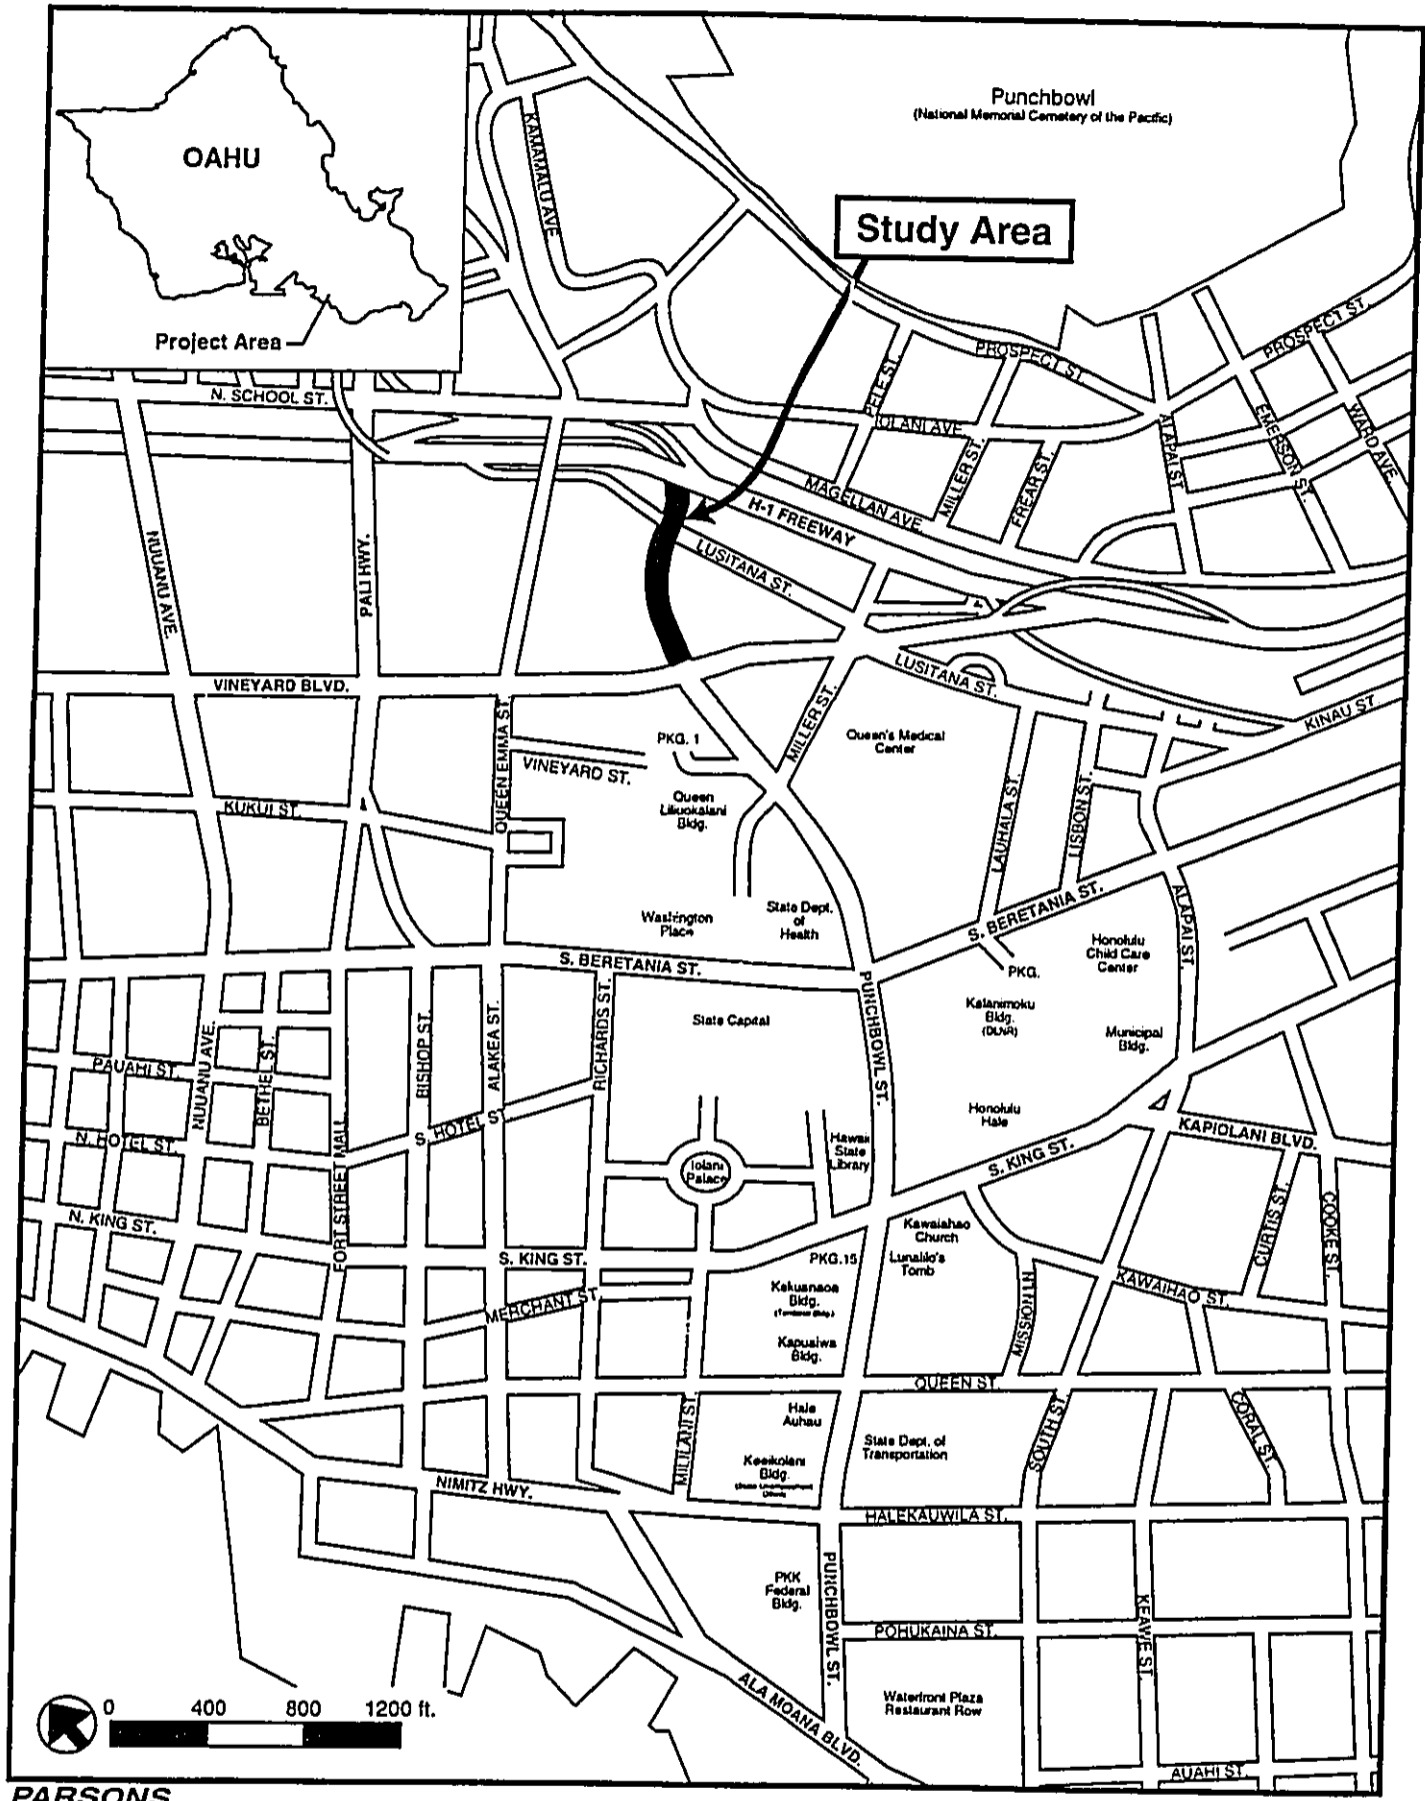 Punchbowl
(National Memorial Cemetery of the Pacific)
OAHU
Project Area
Study Area
KAMAMALU AVE
PROSPECT ST.
PROSPECT ST.
PELE ST.
IOLANI AVE.
MILLER ST.
FREAR ST.
ALAPAI ST
EMERSON ST.
WARD AVE.
N. SCHOOL ST.
MAGELLAN AVE.
H-1 FREEWAY
LUSITANA ST.
NUUANU AVE.
PALI HWY.
VINEYARD BLVD.
LUSITANA ST.
KINAU ST
QUEEN EMMA ST.
VINEYARD ST.
PKG. 1
MILLER ST.
Queen's Medical
Center
Queen
Liliuokalani
Bldg.
KUKUI ST.
LAUHALA ST.
LISBON ST.
Washington
Place
State Dept.
of
Health
S. BERETANIA ST.
S. BERETANIA ST.
PKG.
Honolulu
Child Care
Center
ALAPAI ST.
State Capital
Kalanimoku
Bldg.
(DLNR)
Municipal
Bldg.
PUNCHBOWL ST.
PAUAHI ST.
NUUANU AVE.
BETHEL ST.
BISHOP ST.
ALAKEA ST.
RICHARDS ST.
N. HOTEL ST.
S. HOTEL ST
FORT STREET MALL
Iolani
Palace
Hawaii
State
Library
Honolulu
Hale
S. KING ST.
KAPIOLANI BLVD.
N. KING ST.
S. KING ST.
Kawaiahao
Church
Lunalilo's
Tomb
PKG.15
CURTIS ST.
COOKE ST.
MERCHANT ST.
Kekuanaoa
Bldg.
Kapuaiwa
Bldg.
MISSION LN
KAWAIHAO ST.
QUEEN ST.
MILILANI ST.
Hale
Auhau
State Dept. of
Transportation
Keelikolani
Bldg.
SOUTH ST.
CORAL ST.
NIMITZ HWY.
HALEKAUWILA ST.
PKK
Federal
Bldg.
PUNCHBOWL ST.
POHUKAINA ST.
KEAWE ST.
Waterfront Plaza
Restaurant Row
ALA MOANA BLVD.
AUAHI ST.
0 400 800 1200 ft.
PARSONS